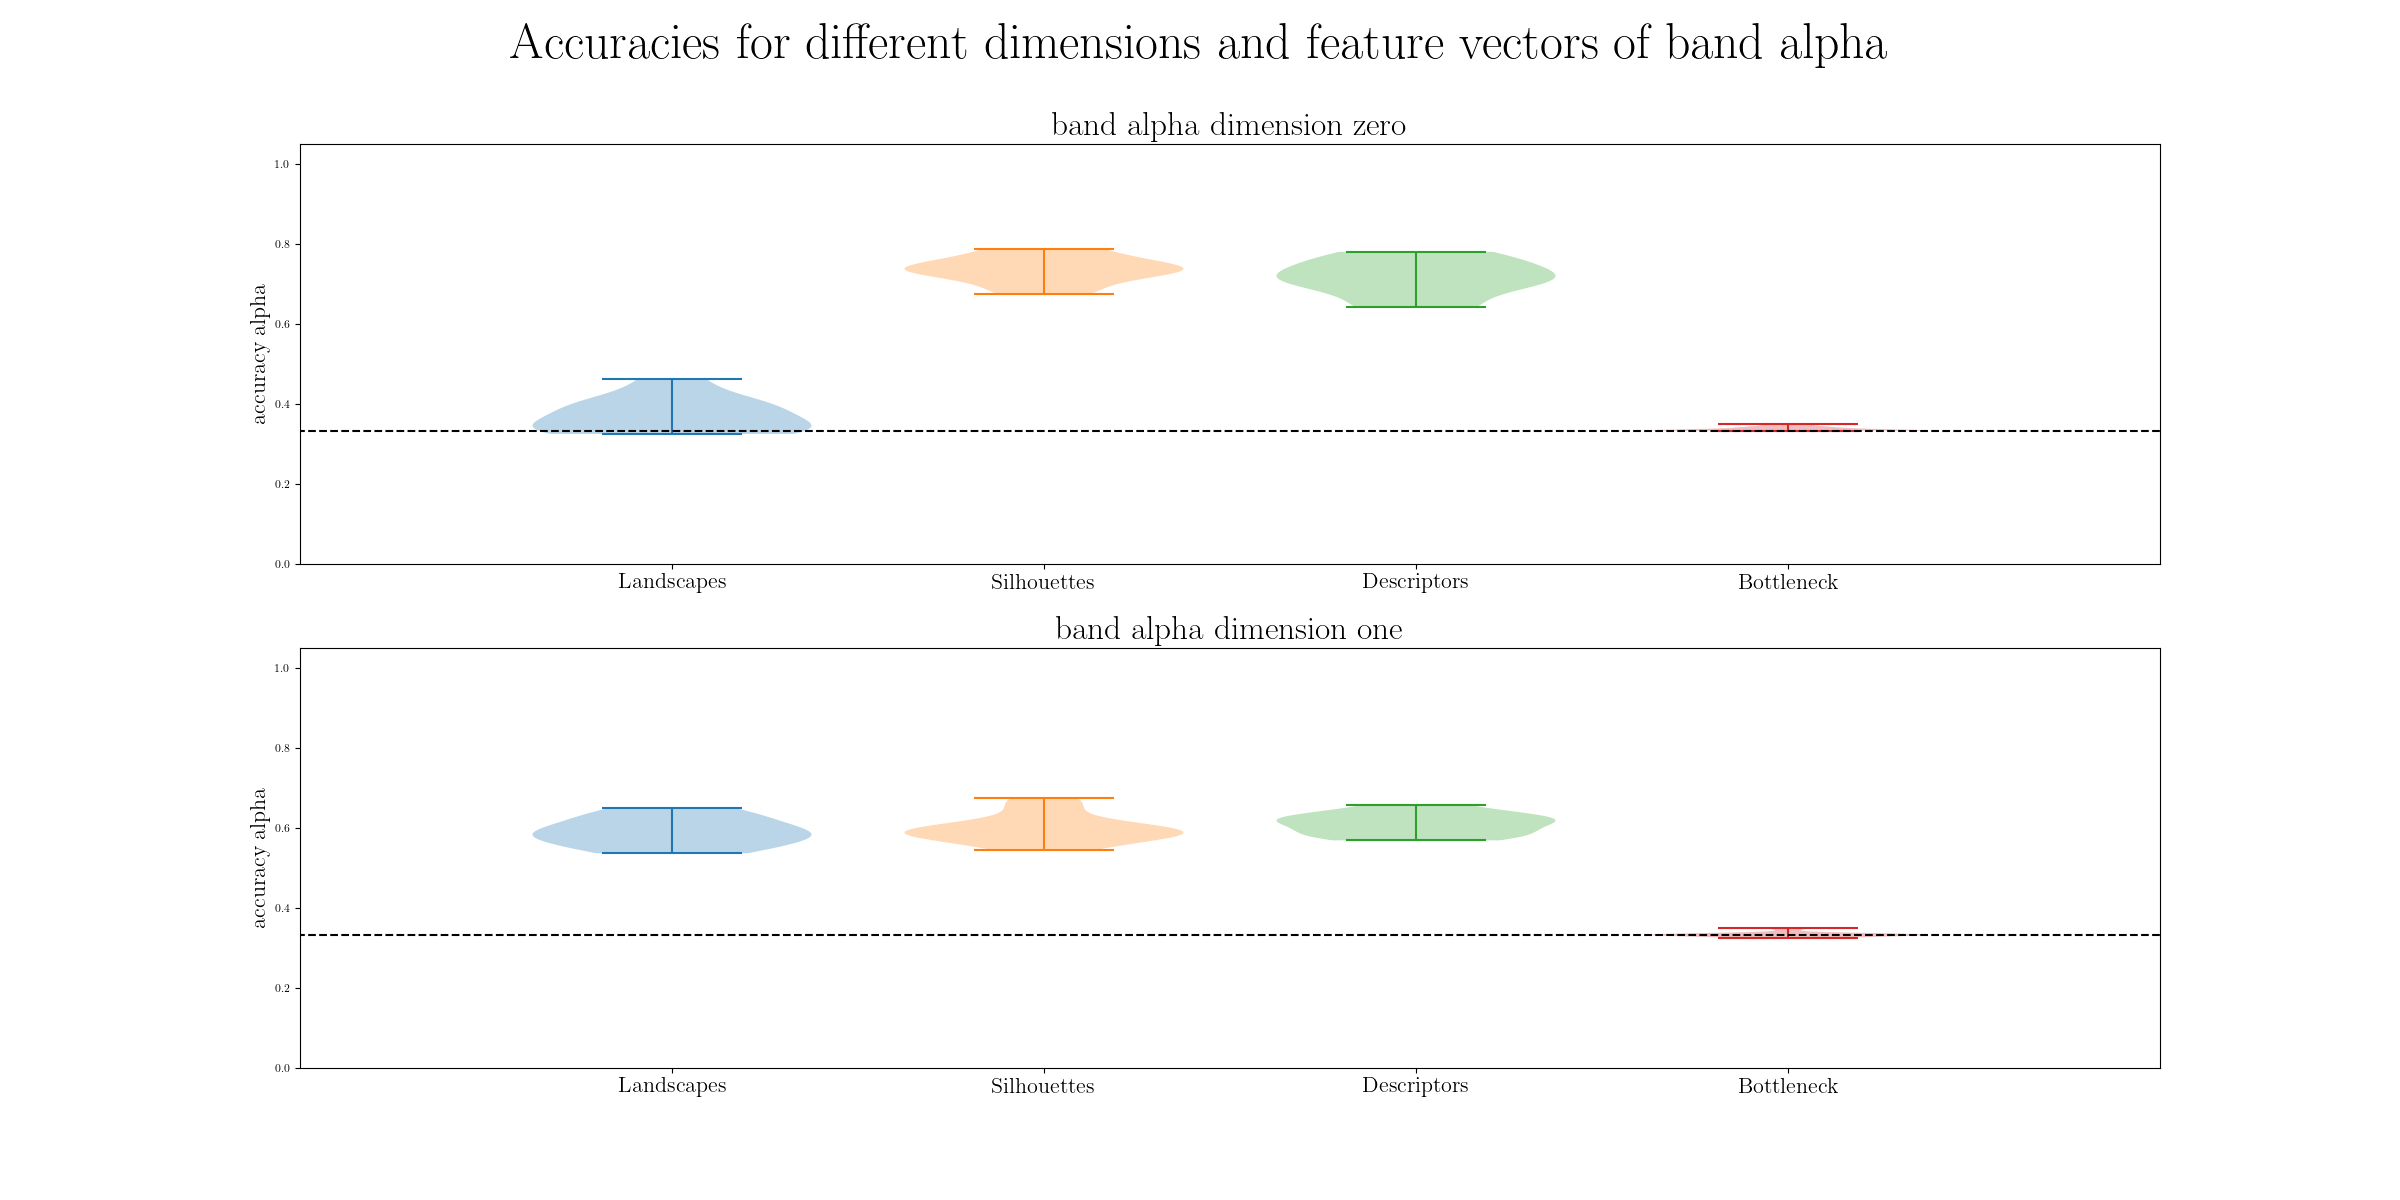 Accuracies for different dimensions and feature vectors of band alpha
band alpha dimension zero
1.0
0.8
0.6
0.4
0.2
0.0
accuracy alpha
Landscapes Silhouettes Descriptors Bottleneck
band alpha dimension one
1.0
0.8
0.6
0.4
0.2
0.0
accuracy alpha
Landscapes Silhouettes Descriptors Bottleneck